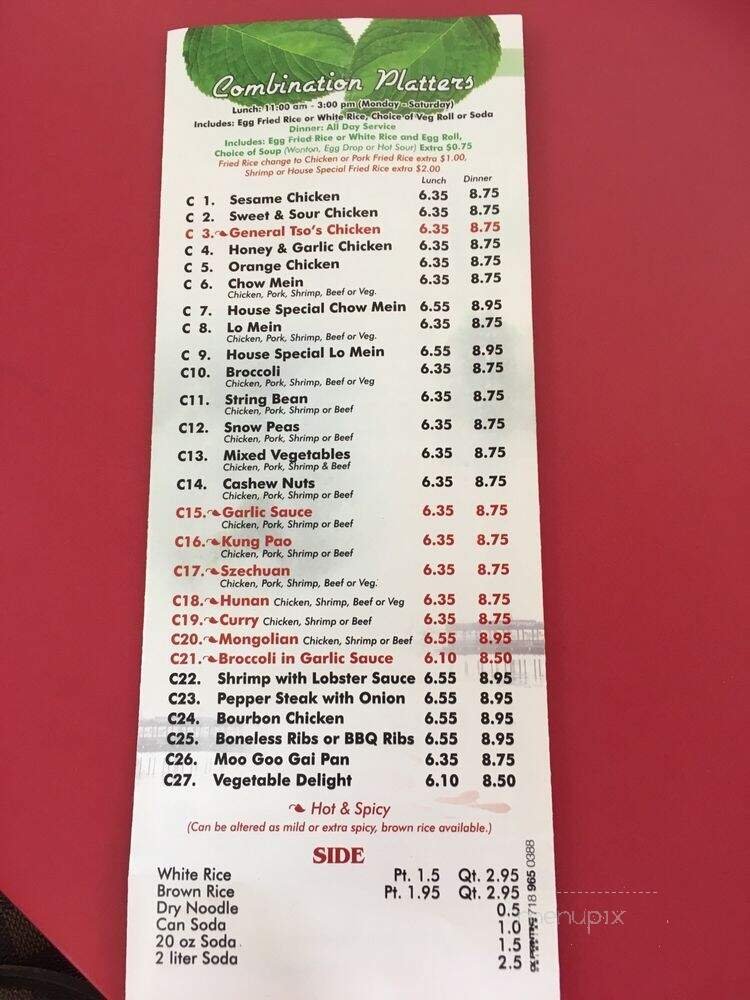 Combination Platters
Lunch: 11:00 am - 3:00 pm (Monday - Saturday)
Includes: Egg Fried Rice or White Rice, Choice of Veg Roll or Soda
Dinner: All Day Service
Includes: Egg Fried Rice or White Rice and Egg Roll,
Choice of Soup (Wonton, Egg Drop or Hot Sour) Extra $0.75
Fried Rice change to Chicken or Pork Fried Rice extra $1.00,
Shrimp or House Special Fried Rice extra $2.00
Lunch Dinner
C 1. Sesame Chicken 6.35 8.75
C 2. Sweet & Sour Chicken 6.35 8.75
C 3. General Tso's Chicken 6.35 8.75
C 4. Honey & Garlic Chicken 6.35 8.75
C 5. Orange Chicken 6.35 8.75
C 6. Chow Mein 6.35 8.75
Chicken, Pork, Shrimp, Beef or Veg.
C 7. House Special Chow Mein 6.55 8.95
C 8. Lo Mein 6.35 8.75
Chicken, Pork, Shrimp, Beef or Veg.
C 9. House Special Lo Mein 6.55 8.95
C10. Broccoli 6.35 8.75
Chicken, Pork, Shrimp, Beef or Veg
C11. String Bean 6.35 8.75
Chicken, Pork, Shrimp or Beef
C12. Snow Peas 6.35 8.75
Chicken, Pork, Shrimp or Beef
C13. Mixed Vegetables 6.35 8.75
Chicken, Pork, Shrimp & Beef
C14. Cashew Nuts 6.35 8.75
Chicken, Pork, Shrimp or Beef
C15. Garlic Sauce 6.35 8.75
Chicken, Pork, Shrimp or Beef
C16. Kung Pao 6.35 8.75
Chicken, Pork, Shrimp or Beef
C17. Szechuan 6.35 8.75
Chicken, Pork, Shrimp, Beef or Veg.
C18. Hunan Chicken, Shrimp, Beef or Veg 6.35 8.75
C19. Curry Chicken, Shrimp or Beef 6.35 8.75
C20. Mongolian Chicken, Shrimp or Beef 6.55 8.95
C21. Broccoli in Garlic Sauce 6.10 8.50
C22. Shrimp with Lobster Sauce 6.55 8.95
C23. Pepper Steak with Onion 6.55 8.95
C24. Bourbon Chicken 6.55 8.95
C25. Boneless Ribs or BBQ Ribs 6.55 8.95
C26. Moo Goo Gai Pan 6.35 8.75
C27. Vegetable Delight 6.10 8.50
Hot & Spicy
(Can be altered as mild or extra spicy, brown rice available.)
SIDE
White Rice Pt. 1.5 Qt. 2.95
Brown Rice Pt. 1.95 Qt. 2.95
Dry Noodle 0.5
Can Soda 1.0
20 oz Soda 1.5
2 liter Soda 2.5
718 965 0388
menupix